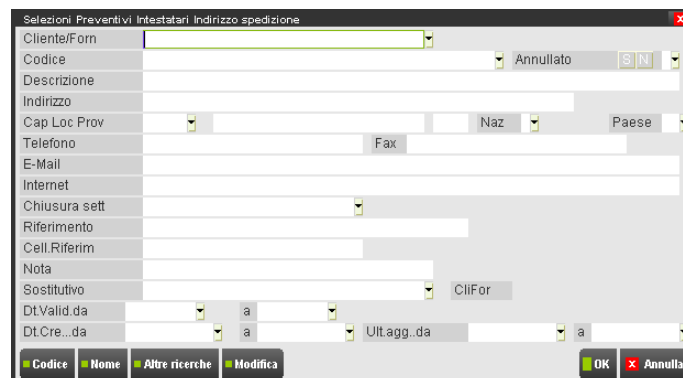 Selezioni Preventivi Intestatari Indirizzo spedizione
Cliente/Forn
Codice Annullato S N
Descrizione
Indirizzo
Cap Loc Prov Naz Paese
Telefono Fax
E-Mail
Internet
Chiusura sett
Riferimento
Cell.Riferim
Nota
Sostitutivo CliFor
Dt.Valid.da a
Dt.Cre...da a Ult.agg..da a
Codice Nome Altre ricerche Modifica OK X Annulla